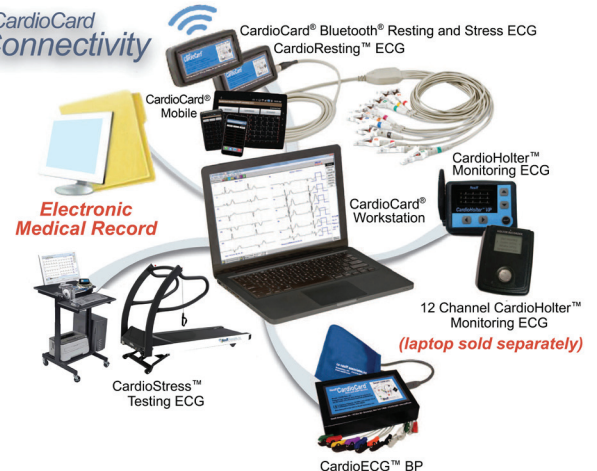 CardioCard
Connectivity
CardioCard® Bluetooth® Resting and Stress ECG
CardioResting™ ECG
CardioCard®
Mobile
CardioHolter™
Monitoring ECG
CardioCard®
Workstation
Electronic
Medical Record
12 Channel CardioHolter™
Monitoring ECG
(laptop sold separately)
CardioStress™
Testing ECG
CardioCard
CardioECG™ BP